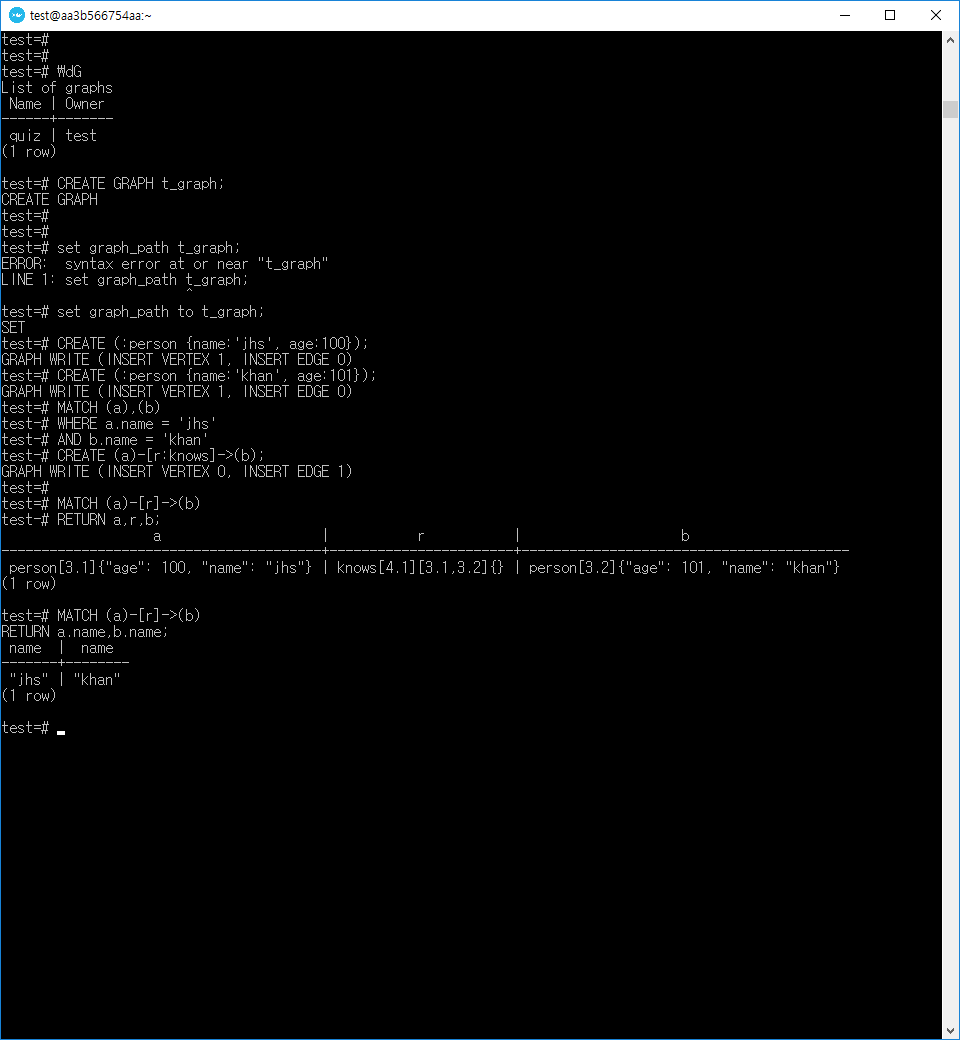 test@aa3b566754aa:~
test=#
test=#
test=# ₩dG
List of graphs
 Name | Owner
------+-------
 quiz | test
(1 row)

test=# CREATE GRAPH t_graph;
CREATE GRAPH
test=#
test=#
test=# set graph_path t_graph;
ERROR:  syntax error at or near "t_graph"
LINE 1: set graph_path t_graph;
                       ^
test=# set graph_path to t_graph;
SET
test=# CREATE (:person {name:'jhs', age:100});
GRAPH WRITE (INSERT VERTEX 1, INSERT EDGE 0)
test=# CREATE (:person {name:'khan', age:101});
GRAPH WRITE (INSERT VERTEX 1, INSERT EDGE 0)
test=# MATCH (a),(b)
test-# WHERE a.name = 'jhs'
test-# AND b.name = 'khan'
test-# CREATE (a)-[r:knows]->(b);
GRAPH WRITE (INSERT VERTEX 0, INSERT EDGE 1)
test=#
test=# MATCH (a)-[r]->(b)
test-# RETURN a,r,b;
                   a                    |           r           |                    b
----------------------------------------+-----------------------+-----------------------------------------
 person[3.1]{"age": 100, "name": "jhs"} | knows[4.1][3.1,3.2]{} | person[3.2]{"age": 101, "name": "khan"}
(1 row)

test=# MATCH (a)-[r]->(b)
RETURN a.name,b.name;
 name  |  name
-------+--------
 "jhs" | "khan"
(1 row)

test=#